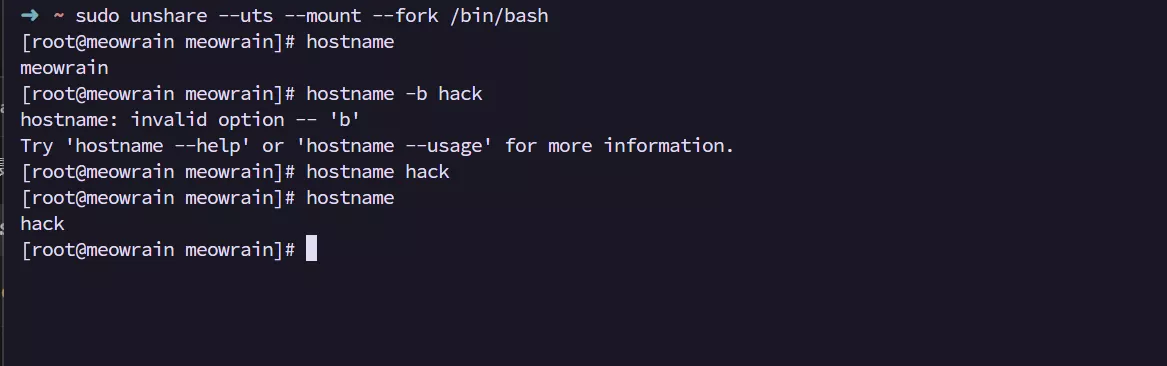 ➜ ~ sudo unshare --uts --mount --fork /bin/bash
[root@meowrain meowrain]# hostname
meowrain
[root@meowrain meowrain]# hostname -b hack
hostname: invalid option -- 'b'
Try 'hostname --help' or 'hostname --usage' for more information.
[root@meowrain meowrain]# hostname hack
[root@meowrain meowrain]# hostname
hack
[root@meowrain meowrain]#